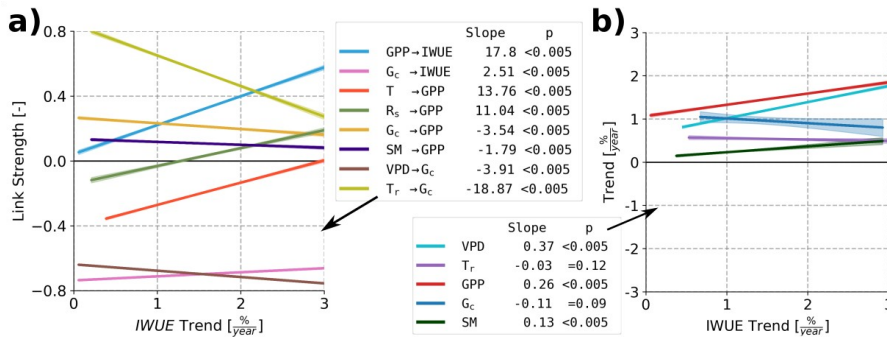 a)
Link Strength [-]
0.8
0.4
0.0
−0.4
−0.8
0
1
2
3
IWUE Trend [%/year]
Slope p
GPP→IWUE 17.8 <0.005
Gc→IWUE 2.51 <0.005
T →GPP 13.76 <0.005
Rs→GPP 11.04 <0.005
Gc→GPP -3.54 <0.005
SM→GPP -1.79 <0.005
VPD→Gc -3.91 <0.005
Tr →Gc -18.87 <0.005
b)
Trend [%/year]
3
2
1
0
-1
-2
-3
0
1
2
3
IWUE Trend [%/year]
Slope p
VPD 0.37 <0.005
Tr -0.03 =0.12
GPP 0.26 <0.005
Gc -0.11 =0.09
SM 0.13 <0.005